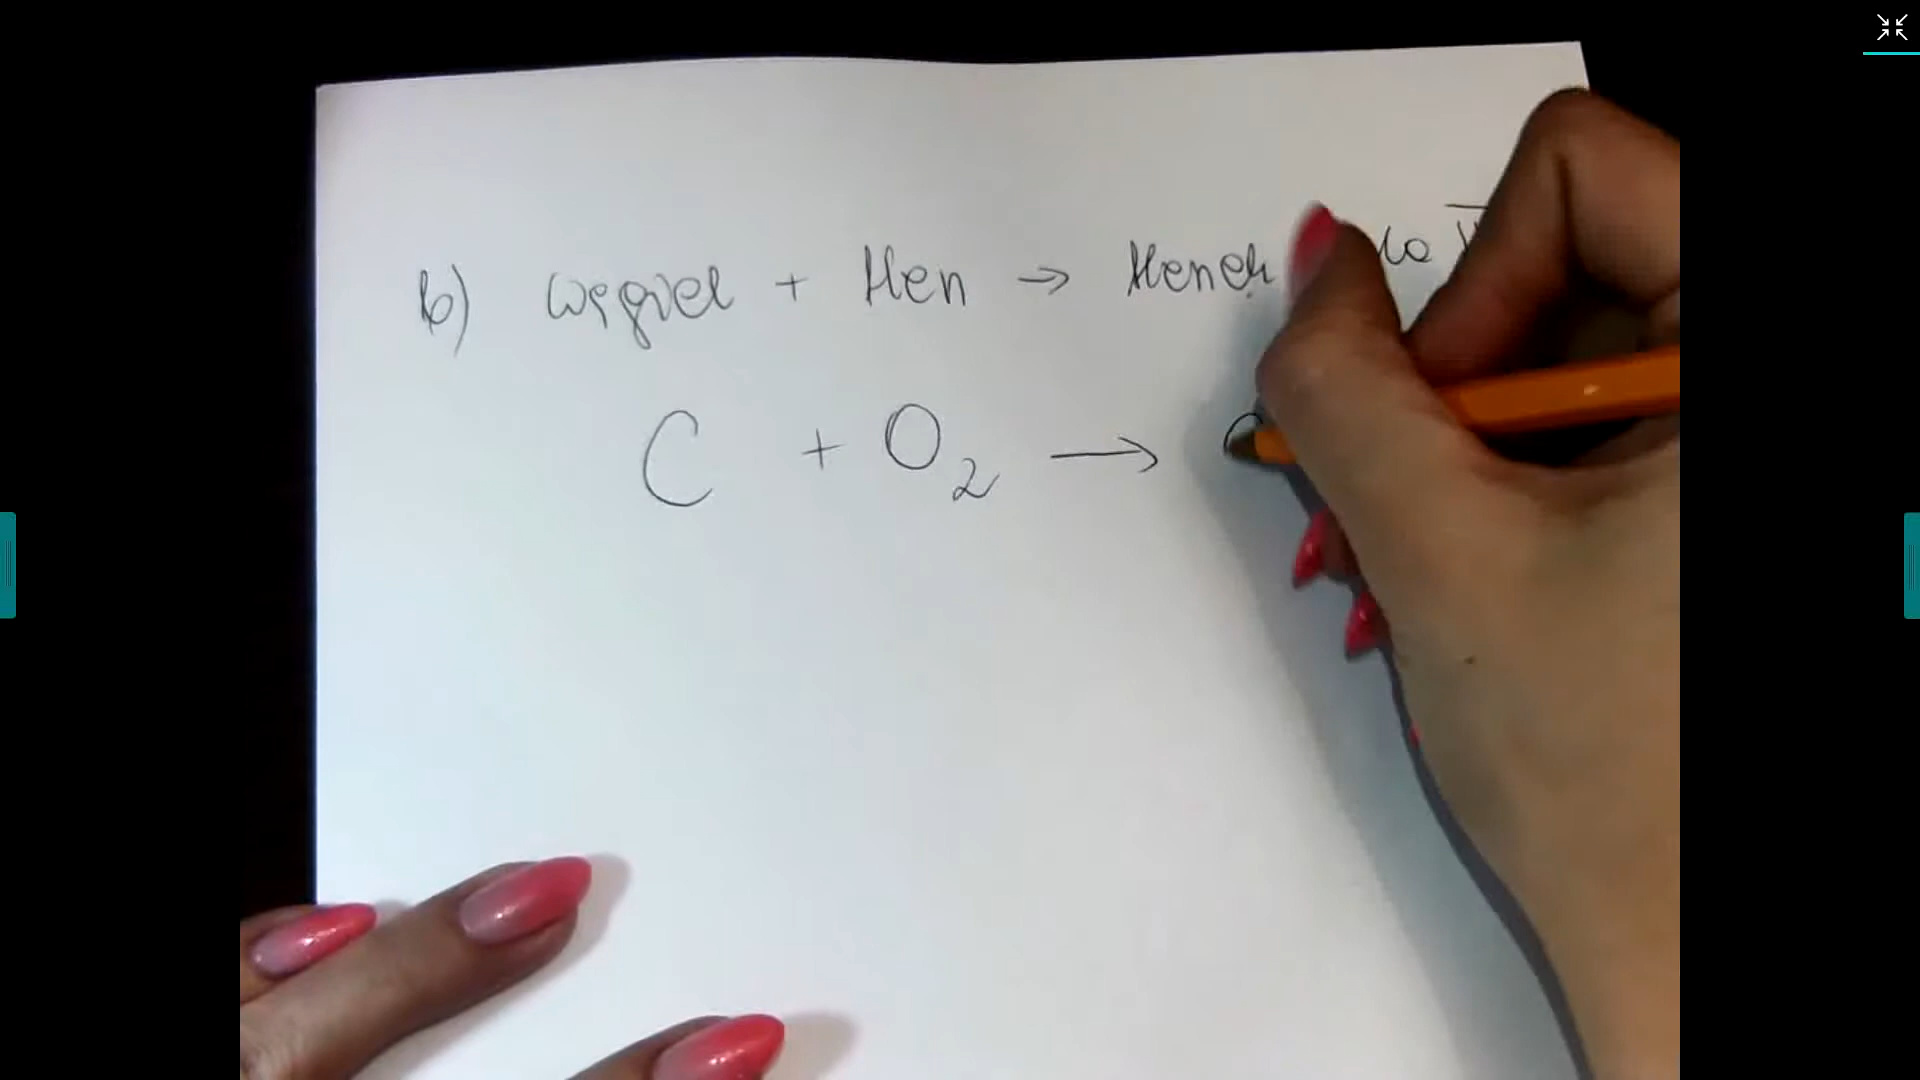 b) węgiel + tlen → tlenek
C + O₂ → C